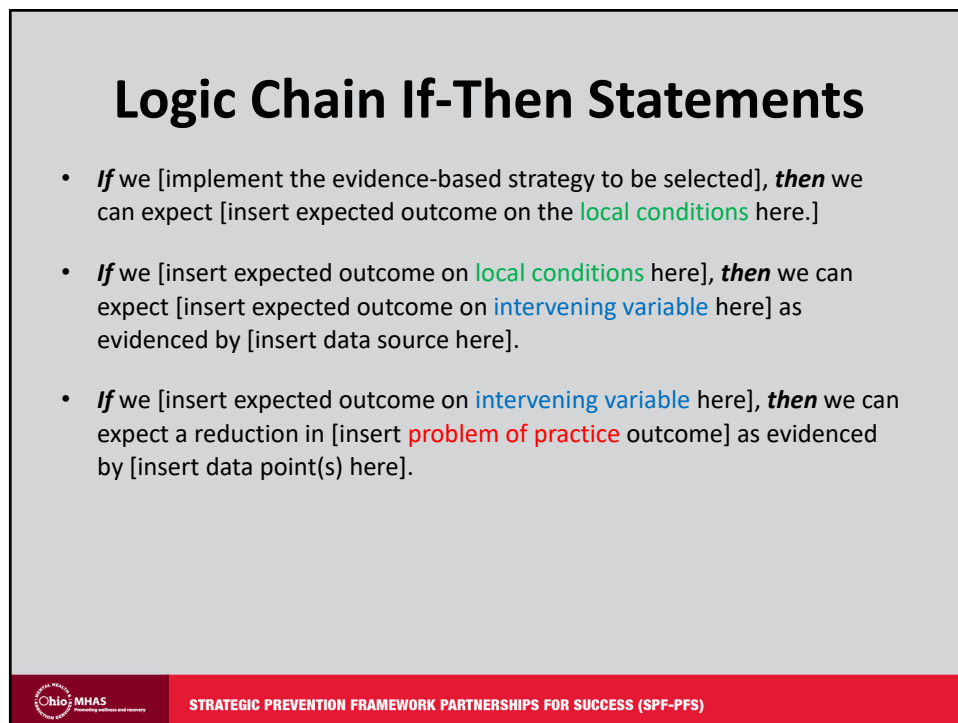 Logic Chain If-Then Statements
• If we [implement the evidence-based strategy to be selected], then we
can expect [insert expected outcome on the local conditions here.]
• If we [insert expected outcome on local conditions here], then we can
expect [insert expected outcome on intervening variable here] as
evidenced by [insert data source here].
• If we [insert expected outcome on intervening variable here], then we can
expect a reduction in [insert problem of practice outcome] as evidenced
by [insert data point(s) here].
Ohio MHAS
Promoting wellness and recovery
STRATEGIC PREVENTION FRAMEWORK PARTNERSHIPS FOR SUCCESS (SPF-PFS)